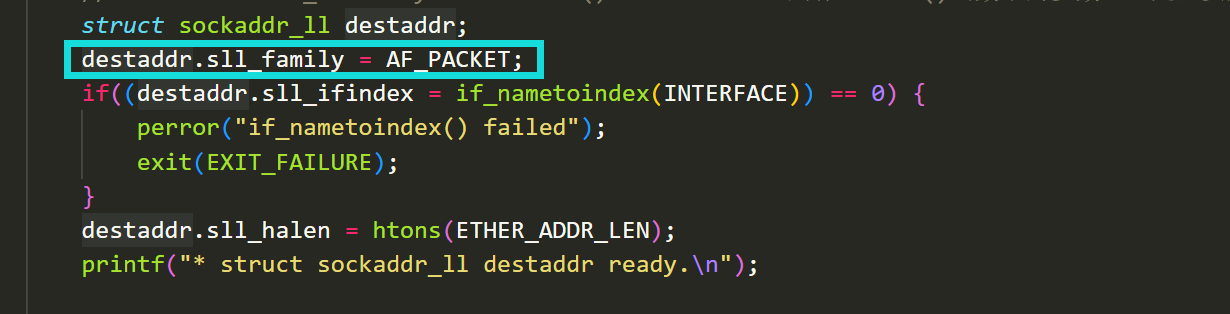 struct sockaddr_ll destaddr;
destaddr.sll_family = AF_PACKET;
if((destaddr.sll_ifindex = if_nametoindex(INTERFACE)) == 0) {
perror("if_nametoindex() failed");
exit(EXIT_FAILURE);
}
destaddr.sll_halen = htons(ETHER_ADDR_LEN);
printf("* struct sockaddr_ll destaddr ready.\n");